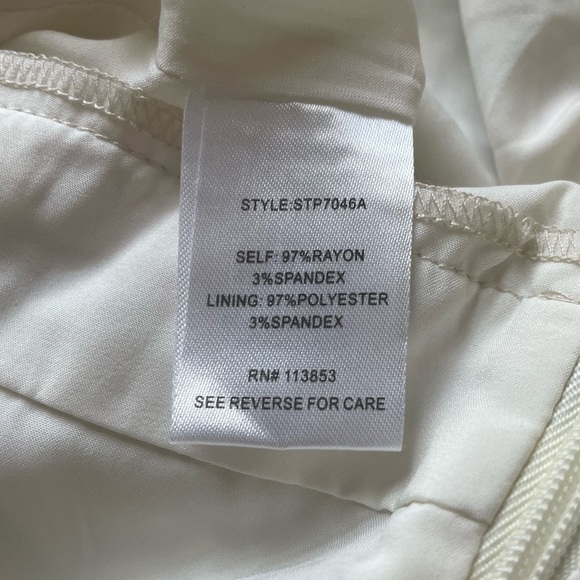 STYLE:STP7046A
SELF: 97%RAYON
3%SPANDEX
LINING: 97%POLYESTER
3%SPANDEX
RN# 113853
SEE REVERSE FOR CARE